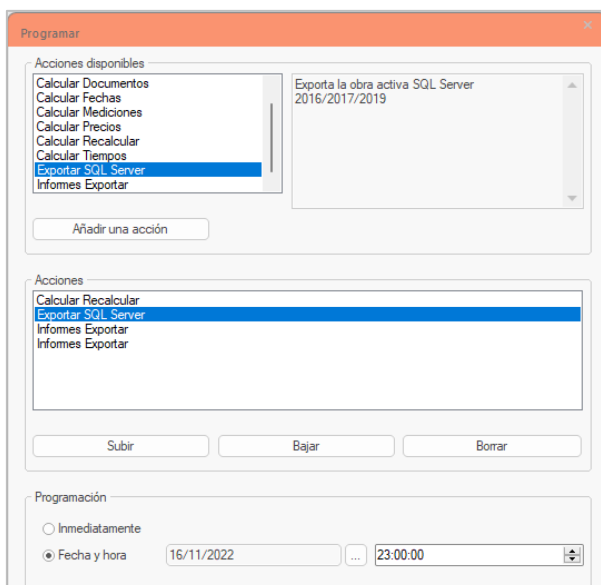 Programar
Acciones disponibles
Calcular Documentos
Calcular Fechas
Calcular Mediciones
Calcular Precios
Calcular Recalcular
Calcular Tiempos
Exportar SQL Server
Informes Exportar
Exporta la obra activa SQL Server
2016/2017/2019
Añadir una acción
Acciones
Calcular Recalcular
Exportar SQL Server
Informes Exportar
Informes Exportar
Subir Bajar Borrar
Programación
Inmediatamente
Fecha y hora 16/11/2022 ... 23:00:00